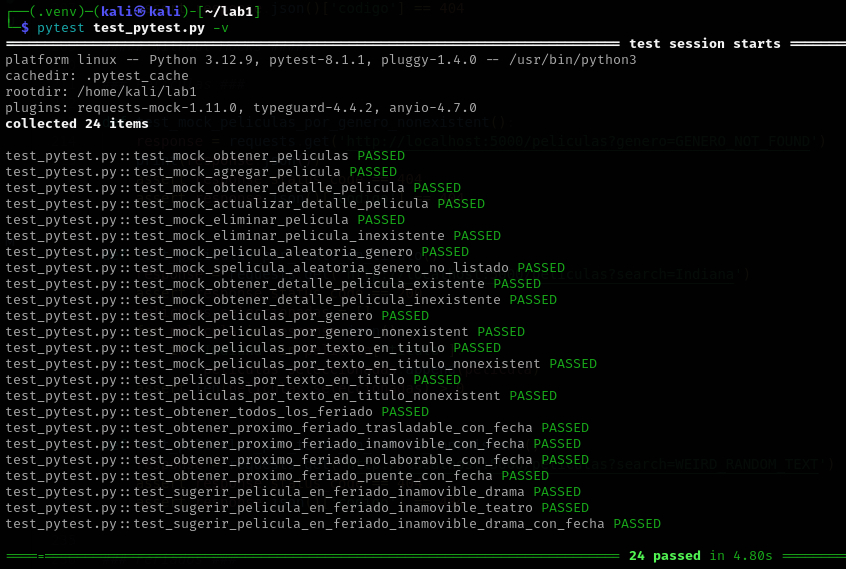 (.venv)─(kali㉿kali)-[~/lab1]
$ pytest test_pytest.py -v
test session starts
platform linux -- Python 3.12.9, pytest-8.1.1, pluggy-1.4.0 -- /usr/bin/python3
cachedir: .pytest_cache
rootdir: /home/kali/lab1
plugins: requests-mock-1.11.0, typeguard-4.4.2, anyio-4.7.0
collected 24 items
test_pytest.py::test_mock_obtener_peliculas PASSED
test_pytest.py::test_mock_agregar_pelicula PASSED
test_pytest.py::test_mock_obtener_detalle_pelicula PASSED
test_pytest.py::test_mock_actualizar_detalle_pelicula PASSED
test_pytest.py::test_mock_eliminar_pelicula PASSED
test_pytest.py::test_mock_eliminar_pelicula_inexistente PASSED
test_pytest.py::test_mock_pelicula_aleatoria_genero PASSED
test_pytest.py::test_mock_spelicula_aleatoria_genero_no_listado PASSED
test_pytest.py::test_mock_obtener_detalle_pelicula_existente PASSED
test_pytest.py::test_mock_obtener_detalle_pelicula_inexistente PASSED
test_pytest.py::test_mock_peliculas_por_genero PASSED
test_pytest.py::test_mock_peliculas_por_genero_nonexistent PASSED
test_pytest.py::test_mock_peliculas_por_texto_en_titulo PASSED
test_pytest.py::test_mock_peliculas_por_texto_en_titulo_nonexistent PASSED
test_pytest.py::test_peliculas_por_texto_en_titulo PASSED
test_pytest.py::test_peliculas_por_texto_en_titulo_nonexistent PASSED
test_pytest.py::test_obtener_todos_los_feriado PASSED
test_pytest.py::test_obtener_proximo_feriado_trasladable_con_fecha PASSED
test_pytest.py::test_obtener_proximo_feriado_inamovible_con_fecha PASSED
test_pytest.py::test_obtener_proximo_feriado_nolaborable_con_fecha PASSED
test_pytest.py::test_obtener_proximo_feriado_puente_con_fecha PASSED
test_pytest.py::test_sugerir_pelicula_en_feriado_inamovible_drama PASSED
test_pytest.py::test_sugerir_pelicula_en_feriado_inamovible_teatro PASSED
test_pytest.py::test_sugerir_pelicula_en_feriado_inamovible_drama_con_fecha PASSED
24 passed in 4.80s